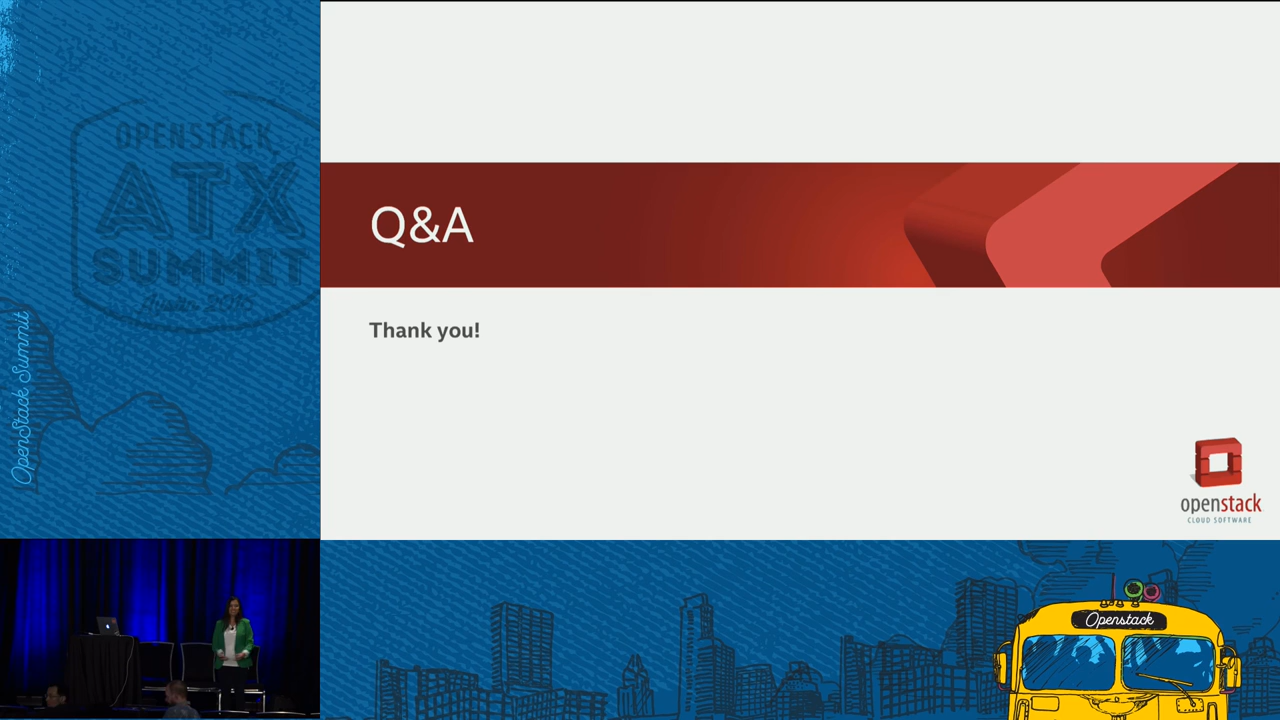 OPENSTACK
ATX
SUMMIT
Austin 2016
OpenStack Summit
Q&A
Thank you!
openstack
CLOUD SOFTWARE
Openstack